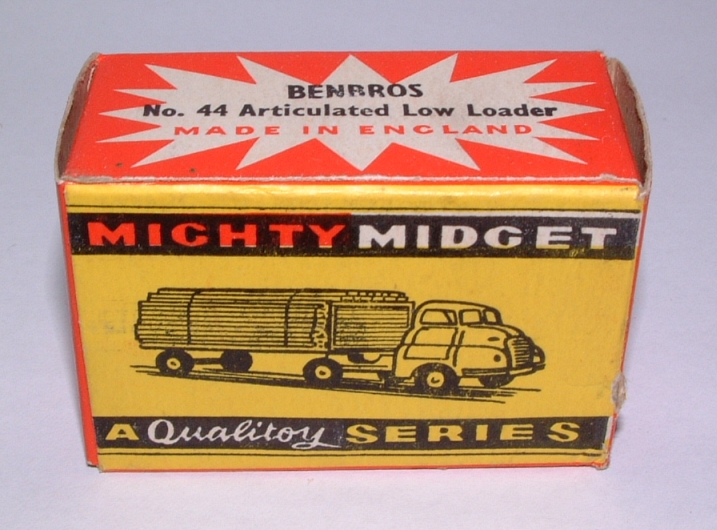 BENBROS
No. 44 Articulated Low Loader
MADE IN ENGLAND
MIGHTY MIDGET
A Qualitoy SERIES